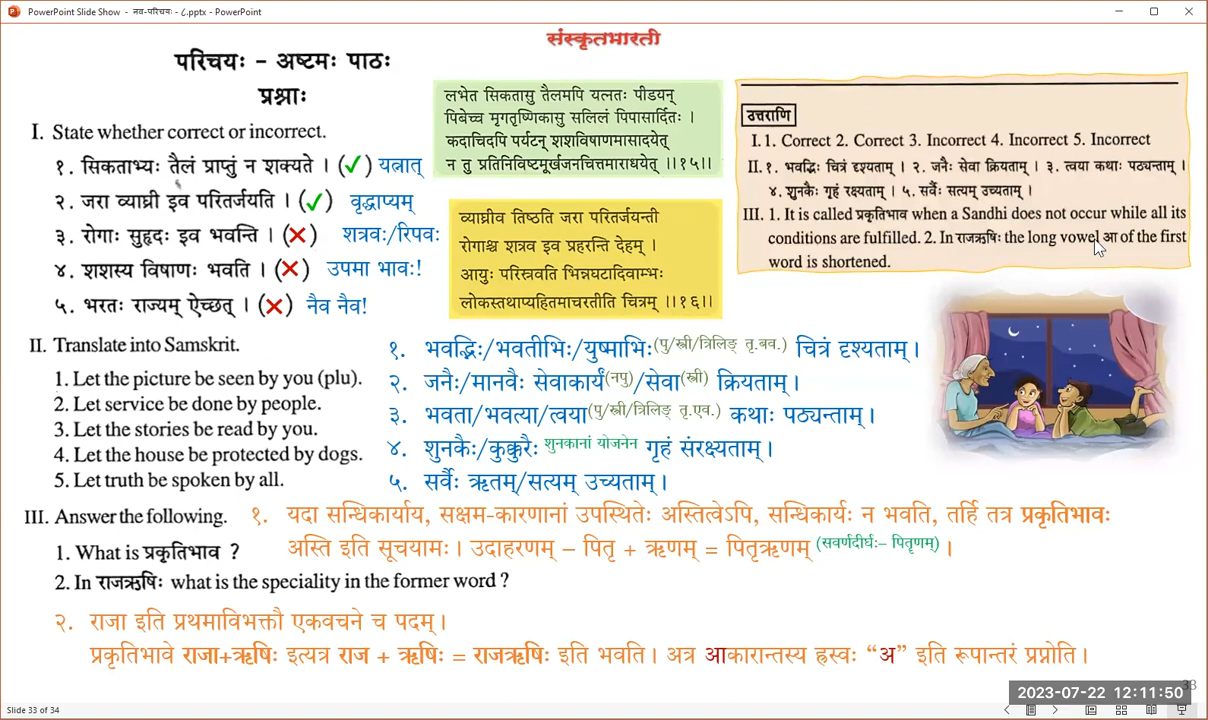 PowerPoint Slide Show - नव-परिचयः - ८.pptx - PowerPoint
संस्कृतभारती
परिचयः - अष्टमः पाठः
प्रश्नाः
I. State whether correct or incorrect.
१. सिकताभ्यः तैलं प्राप्तुं न शक्यते । (✓) यत्नात्
२. जरा व्याघ्री इव परितर्जयति । (✓) वृद्धाप्यम्
३. रोगाः सुहृदः इव भवन्ति । (✗) शत्रवः/रिपवः
४. शशस्य विषाणः भवति । (✗) उपमा भावः!
५. भरतः राज्यम् ऐच्छत् । (✗) नैव नैव!
लभेत सिकतासु तैलमपि यत्नतः पीडयन्
पिबेच्च मृगतृष्णिकासु सलिलं पिपासार्दितः ।
कदाचिदपि पर्यटन् शशविषाणमासादयेत्
न तु प्रतिनिविष्टमूर्खजनचित्तमाराधयेत् ।।१५।।
व्याघ्रीव तिष्ठति जरा परितर्जयन्ती
रोगाश्च शत्रव इव प्रहरन्ति देहम् ।
आयुः परिस्रवति भिन्नघटादिवाम्भः
लोकस्तथाप्यहितमाचरतीति चित्रम् ।।१६।।
उत्तराणि
I. 1. Correct 2. Correct 3. Incorrect 4. Incorrect 5. Incorrect
II. १. भवद्भिः चित्रं दृश्यताम् । २. जनैः सेवा क्रियताम् । ३. त्वया कथाः पठ्यन्ताम् ।
४. शुनकैः गृहं रक्ष्यताम् । ५. सर्वैः सत्यम् उच्यताम् ।
III. 1. It is called प्रकृतिभाव when a Sandhi does not occur while all its
conditions are fulfilled. 2. In राजऋषिः the long vowel आ of the first
word is shortened.
II. Translate into Samskrit.
1. Let the picture be seen by you (plu).
2. Let service be done by people.
3. Let the stories be read by you.
4. Let the house be protected by dogs.
5. Let truth be spoken by all.
१. भवद्भिः/भवतीभिः/युष्माभिः(पु/स्त्री/त्रिलिङ् तृ.बव.) चित्रं दृश्यताम् ।
२. जनैः/मानवैः सेवाकार्यं(नपु)/सेवा(स्त्री) क्रियताम् ।
३. भवता/भवत्या/त्वया(पु/स्त्री/त्रिलिङ् तृ.एव.) कथाः पठ्यन्ताम् ।
४. शुनकैः/कुक्कुरैः शुनकानां योजनेन गृहं संरक्ष्यताम् ।
५. सर्वैः ऋतम्/सत्यम् उच्यताम् ।
III. Answer the following.
१. यदा सन्धिकार्याय, सक्षम-कारणानां उपस्थितेः अस्तित्वेऽपि, सन्धिकार्यः न भवति, तर्हि तत्र प्रकृतिभावः
अस्ति इति सूचयामः । उदाहरणम् – पितृ + ऋणम् = पितृऋणम् (सवर्णदीर्घः– पितॄणम्) ।
1. What is प्रकृतिभाव ?
2. In राजऋषिः what is the speciality in the former word ?
२. राजा इति प्रथमाविभक्तौ एकवचने च पदम् ।
प्रकृतिभावे राजा+ऋषिः इत्यत्र राज + ऋषिः = राजऋषिः इति भवति । अत्र आकारान्तस्य ह्रस्वः “अ” इति रूपान्तरं प्रप्नोति ।
33
2023-07-22 12:11:50
Slide 33 of 34